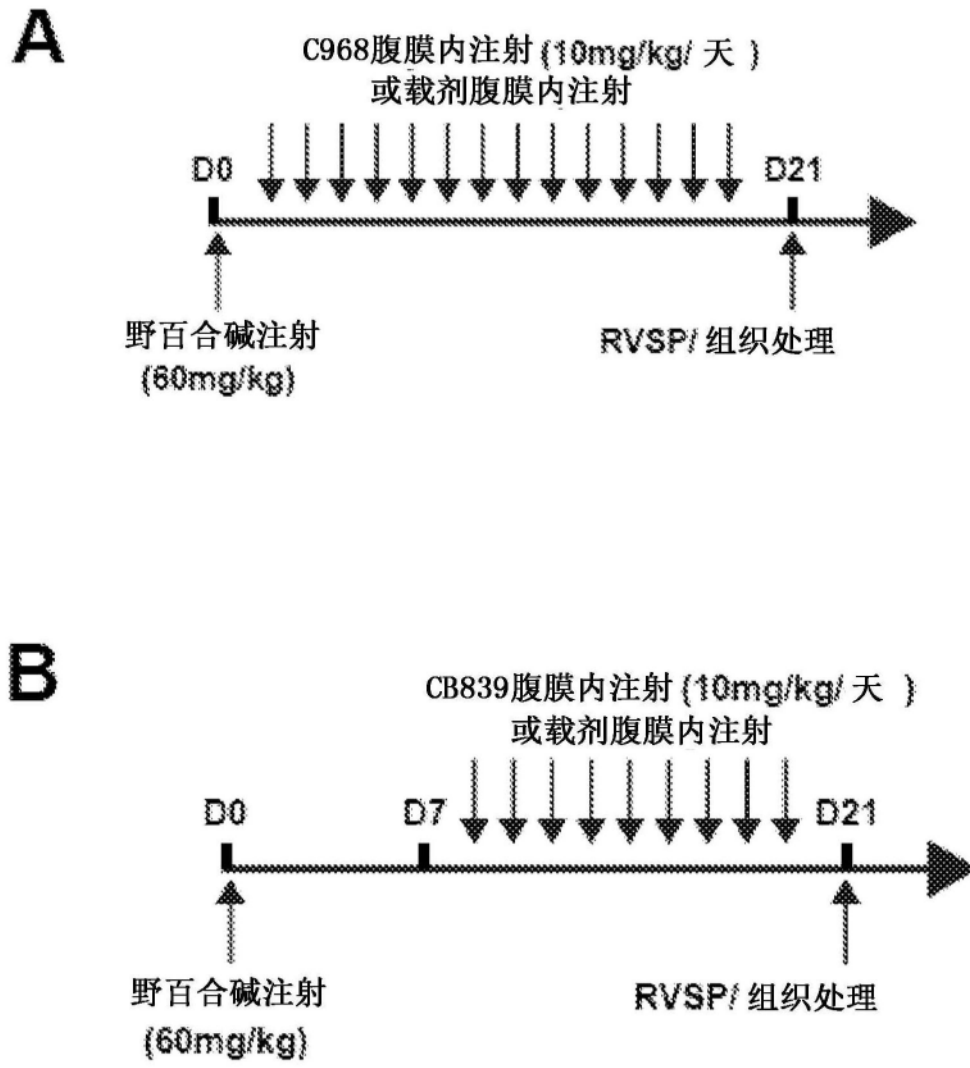 A
C968腹膜内注射(10mg/kg/ 天 )
或载剂腹膜内注射
D0
D21
野百合碱注射
(60mg/kg)
RVSP/ 组织处理
B
CB839腹膜内注射(10mg/kg/ 天 )
或载剂腹膜内注射
D0
D7
D21
野百合碱注射
(60mg/kg)
RVSP/ 组织处理